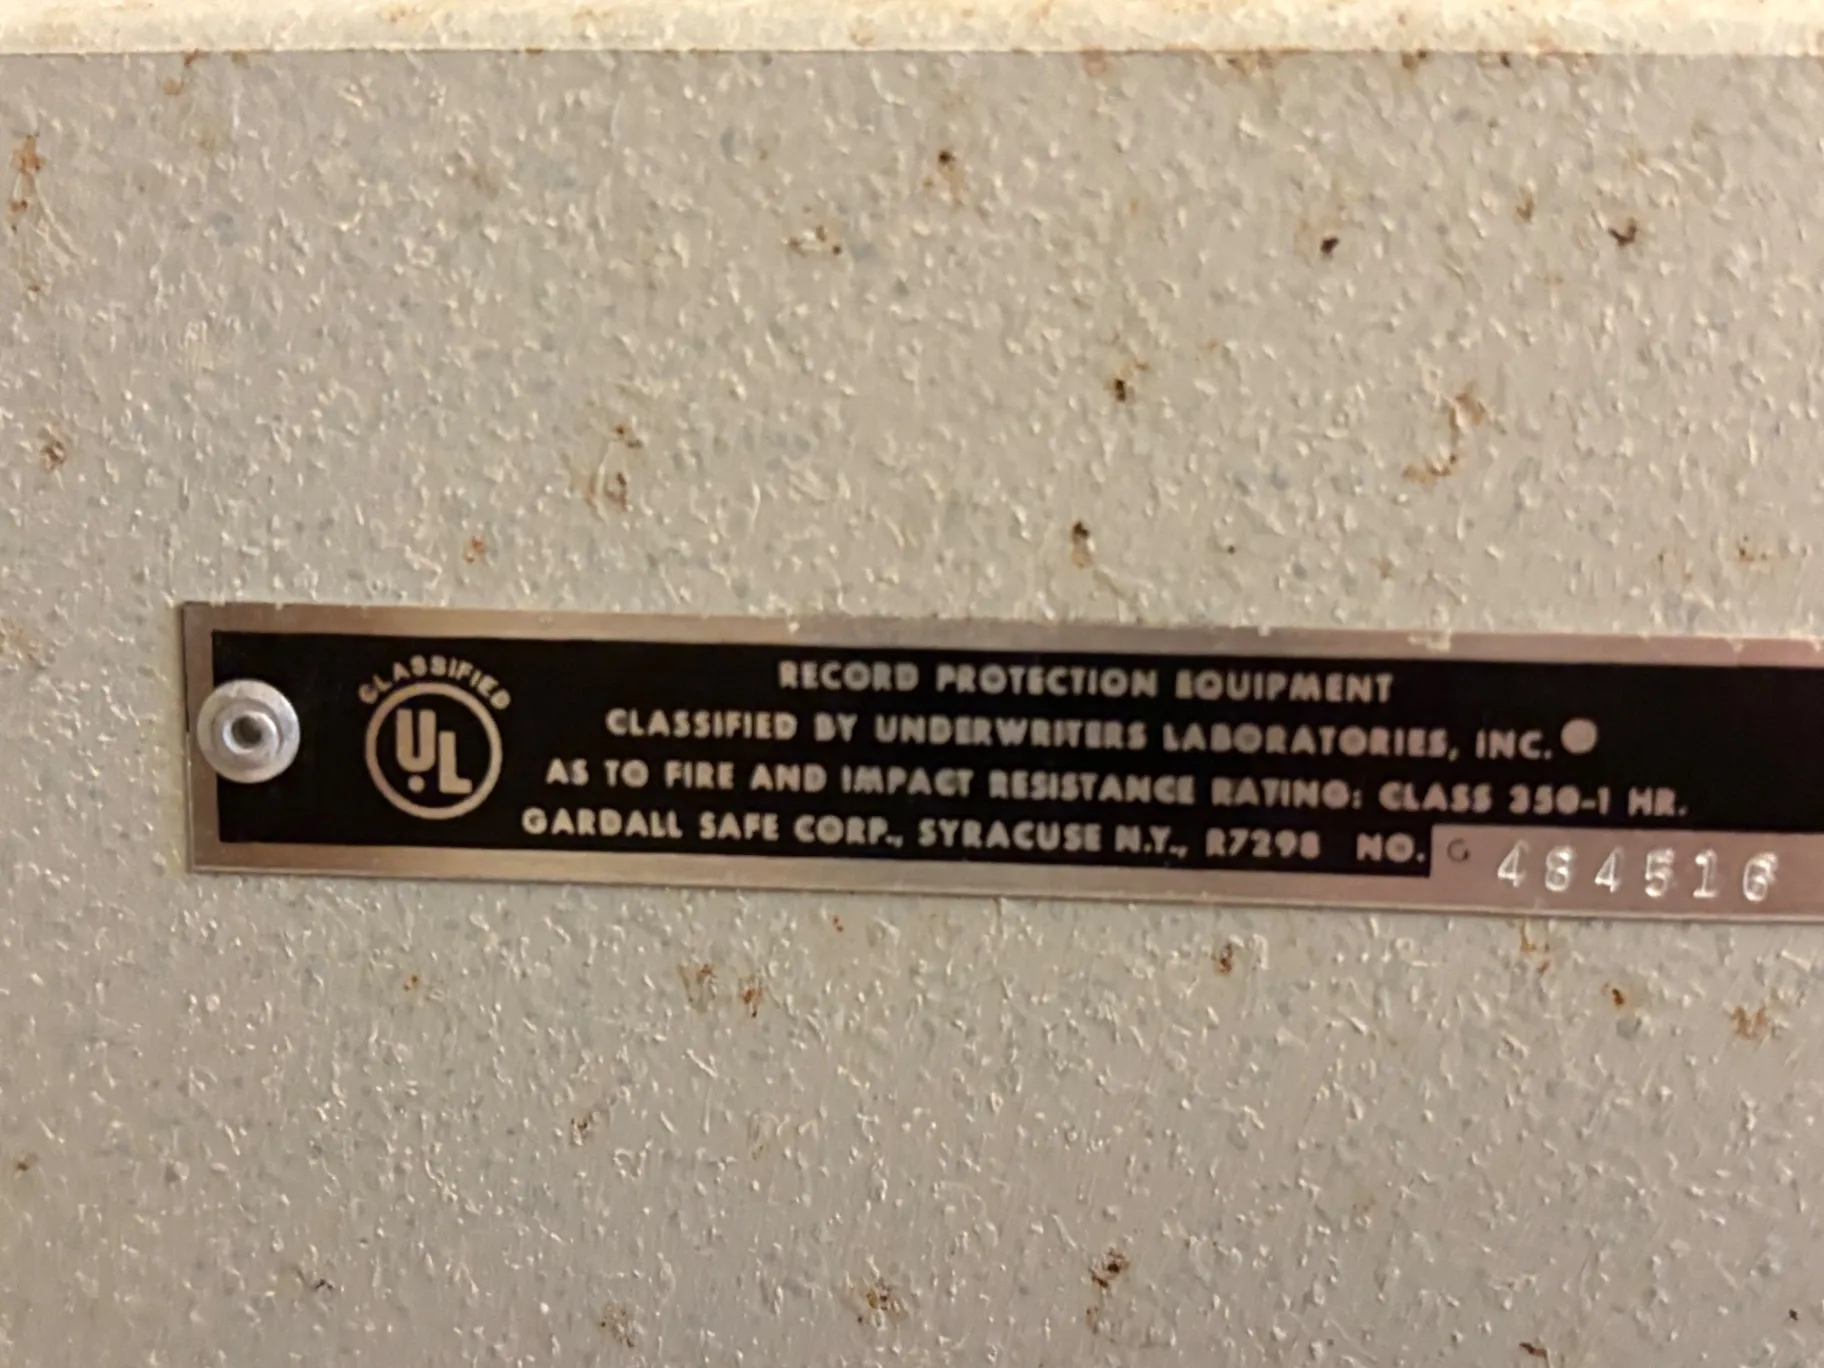 CLASSIFIED
UL
RECORD PROTECTION EQUIPMENT
CLASSIFIED BY UNDERWRITERS LABORATORIES, INC.
AS TO FIRE AND IMPACT RESISTANCE RATING: CLASS 350-1 HR.
GARDALL SAFE CORP., SYRACUSE N.Y., R7298 NO. G 484516